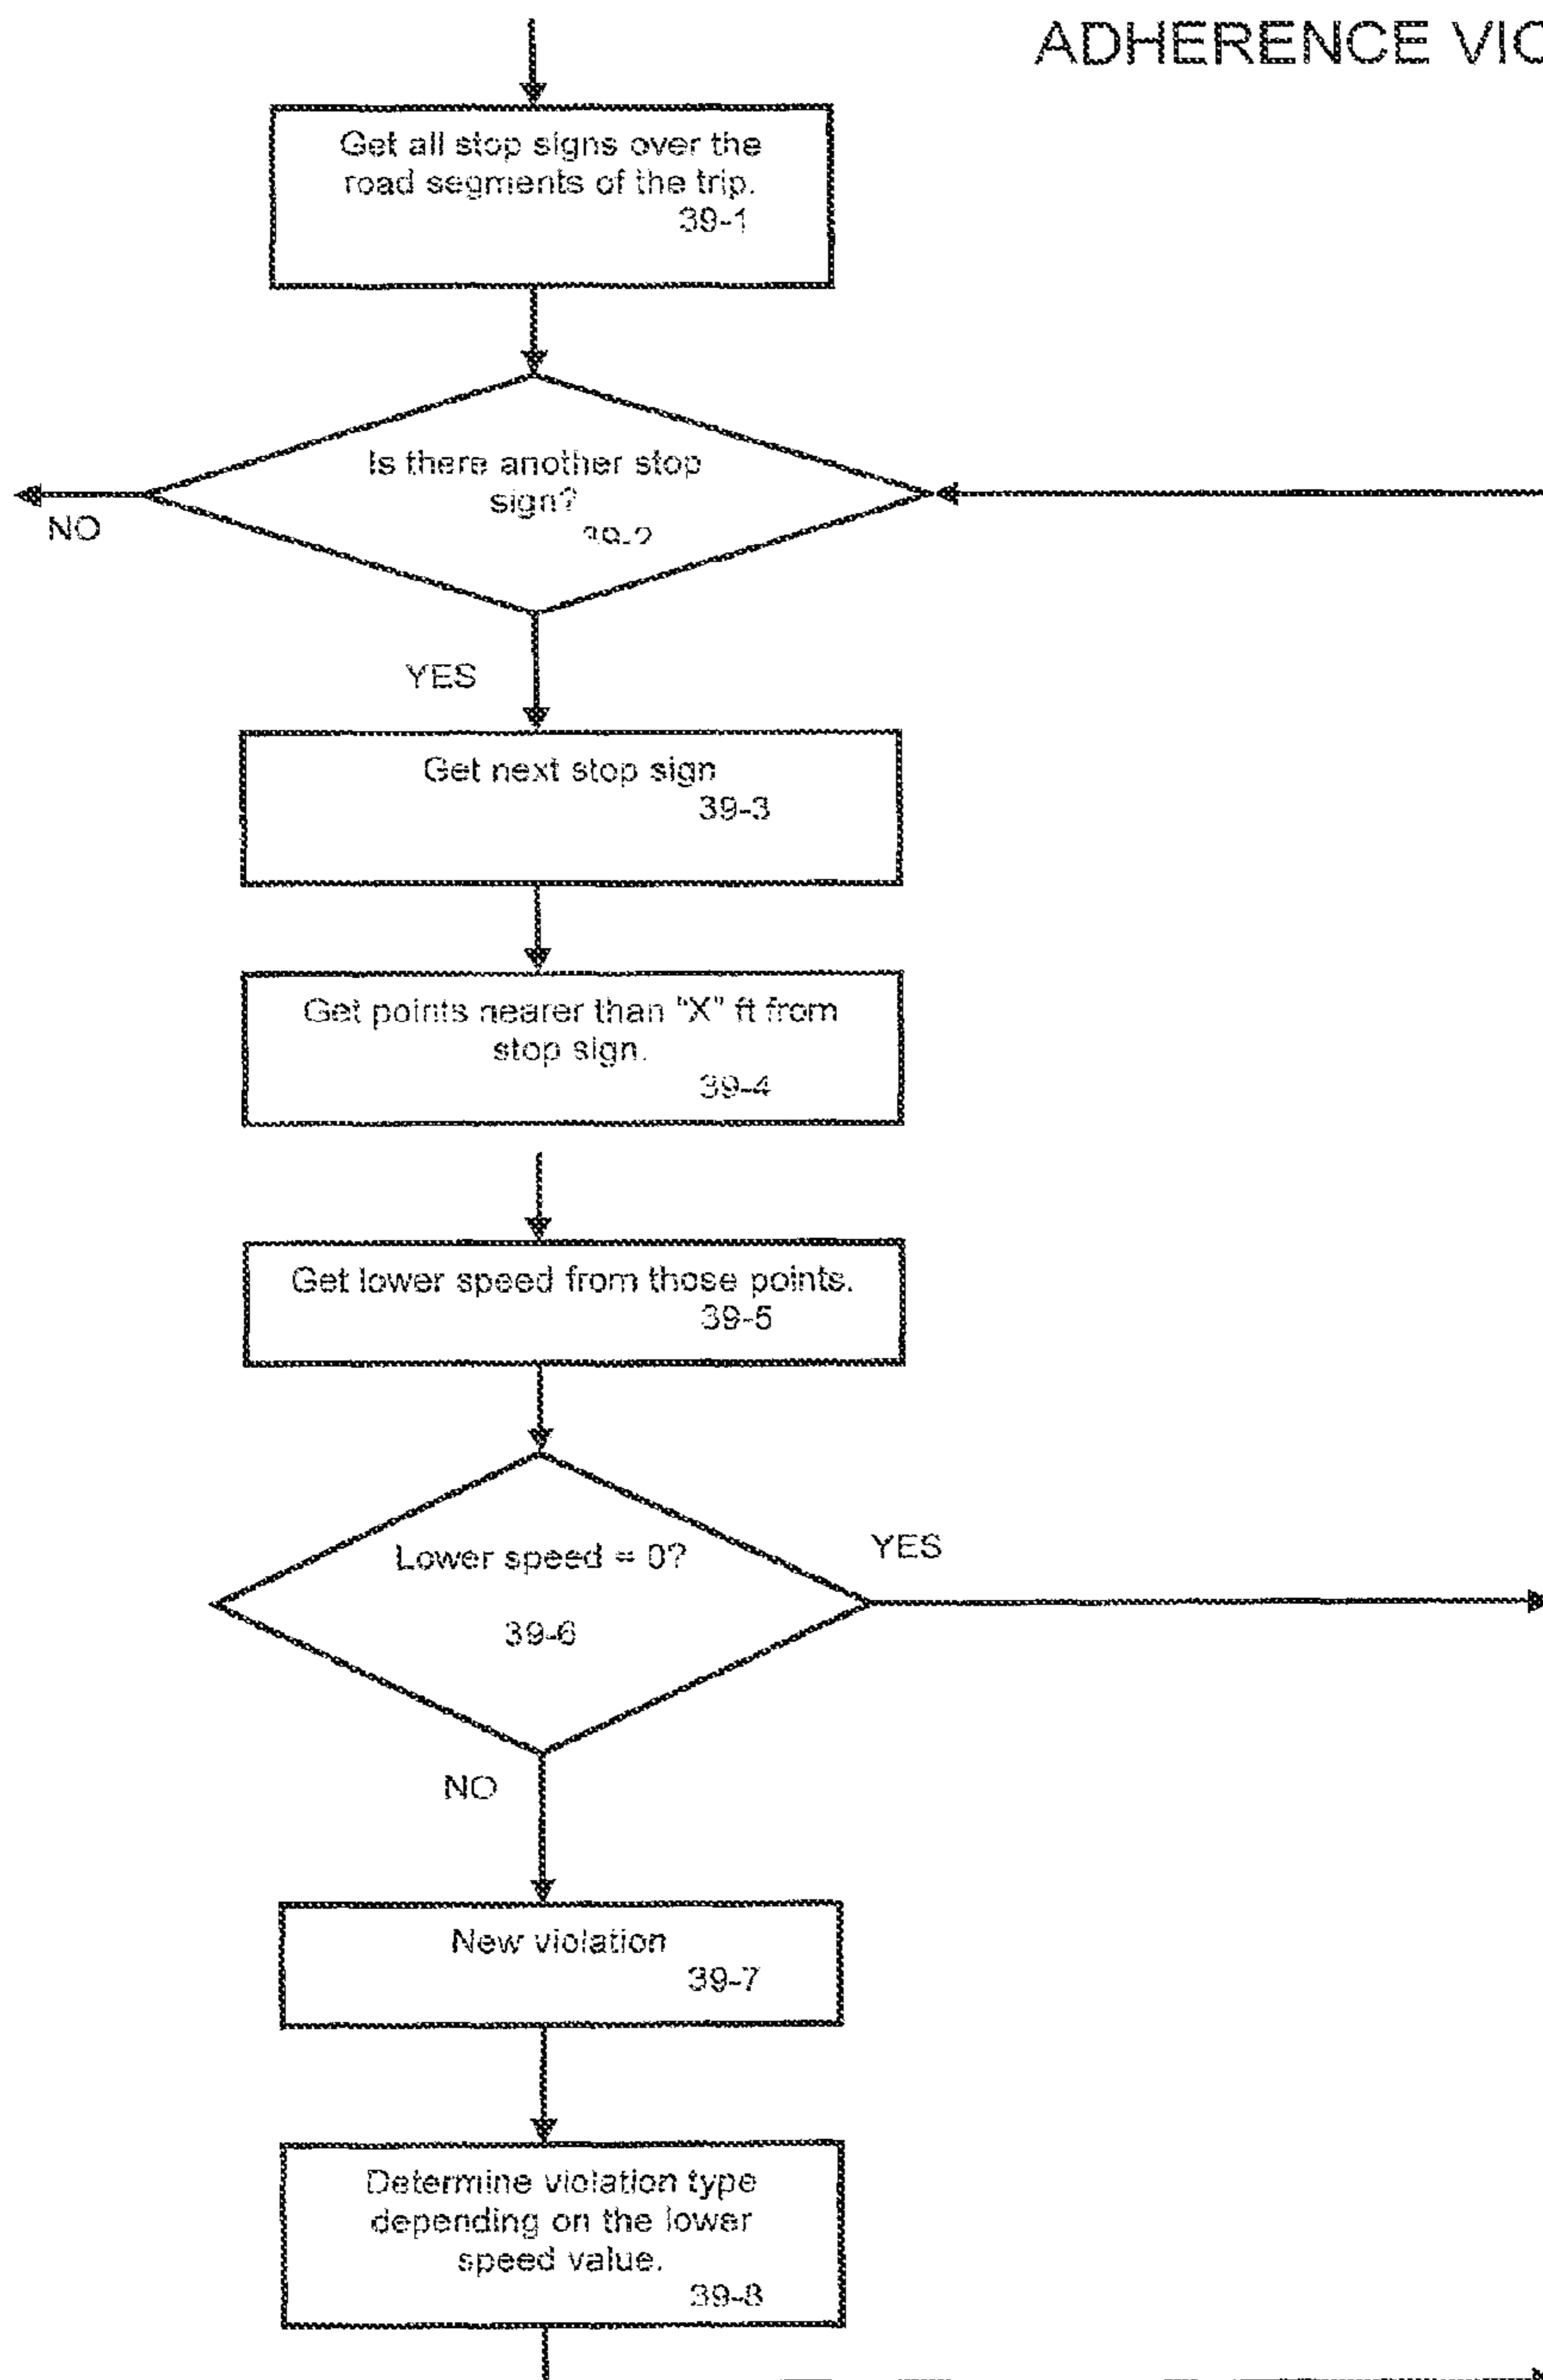 ADHERENCE VIO
Get all stop signs over the
road segments of the trip.
39-1
Is there another stop
sign?
39-2
NO
YES
Get next stop sign
39-3
Get points nearer than "X" ft from
stop sign.
39-4
Get lower speed from those points.
39-5
Lower speed = 0?
YES
39-6
NO
New violation
39-7
Determine violation type
depending on the lower
speed value.
39-8